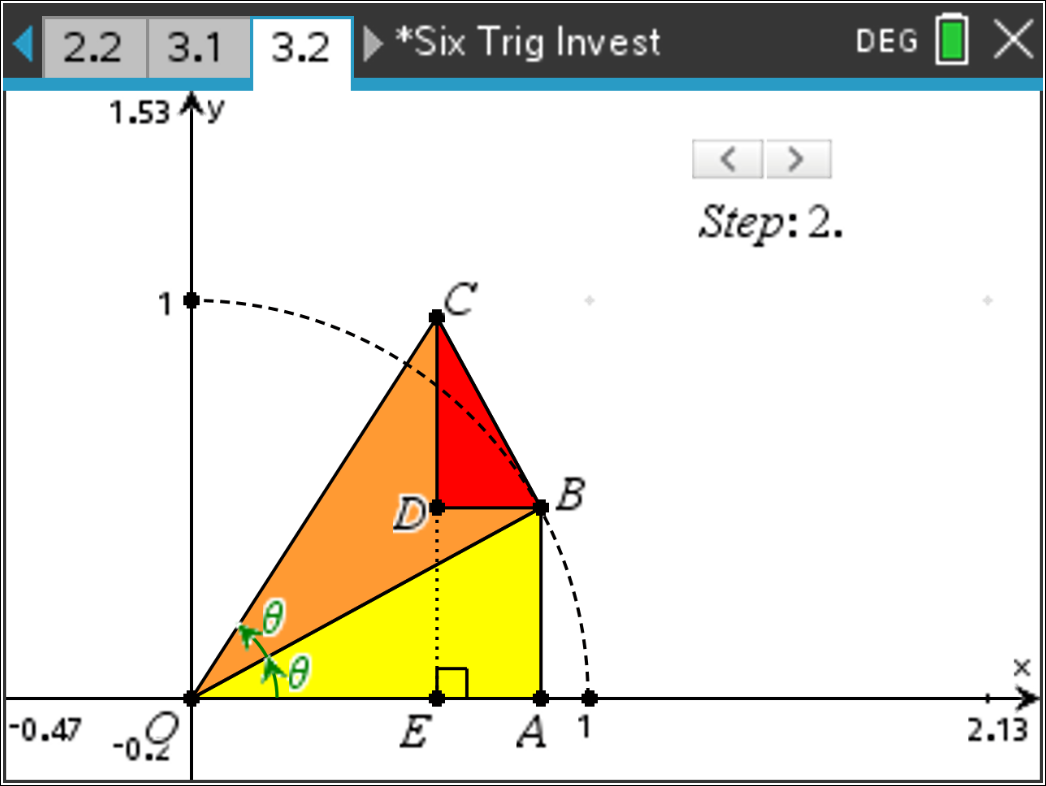 2.2 3.1 3.2 *Six Trig Invest DEG
1.53 y
Step: 2.
1
C
B
D
θ
θ
x
-0.47 -0.2 O E A 1 2.13